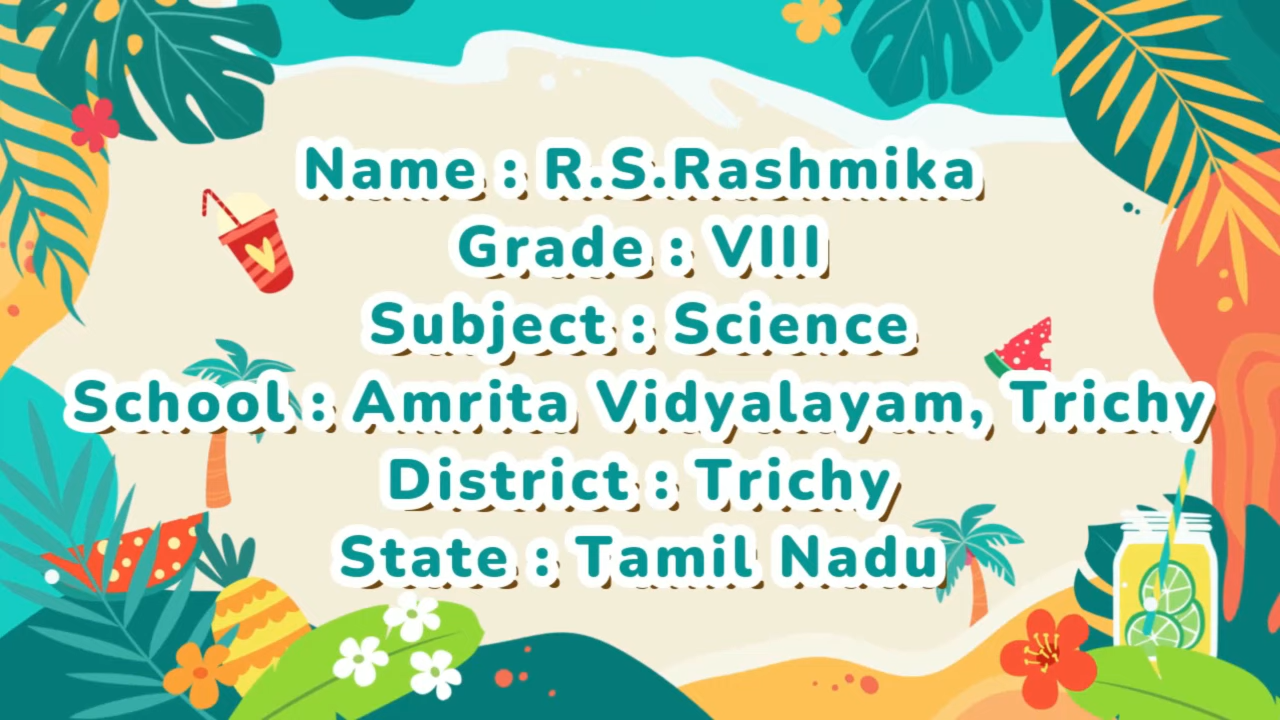 Name : R.S.Rashmika
Grade : VIII
Subject : Science
School : Amrita Vidyalayam, Trichy
District : Trichy
State : Tamil Nadu